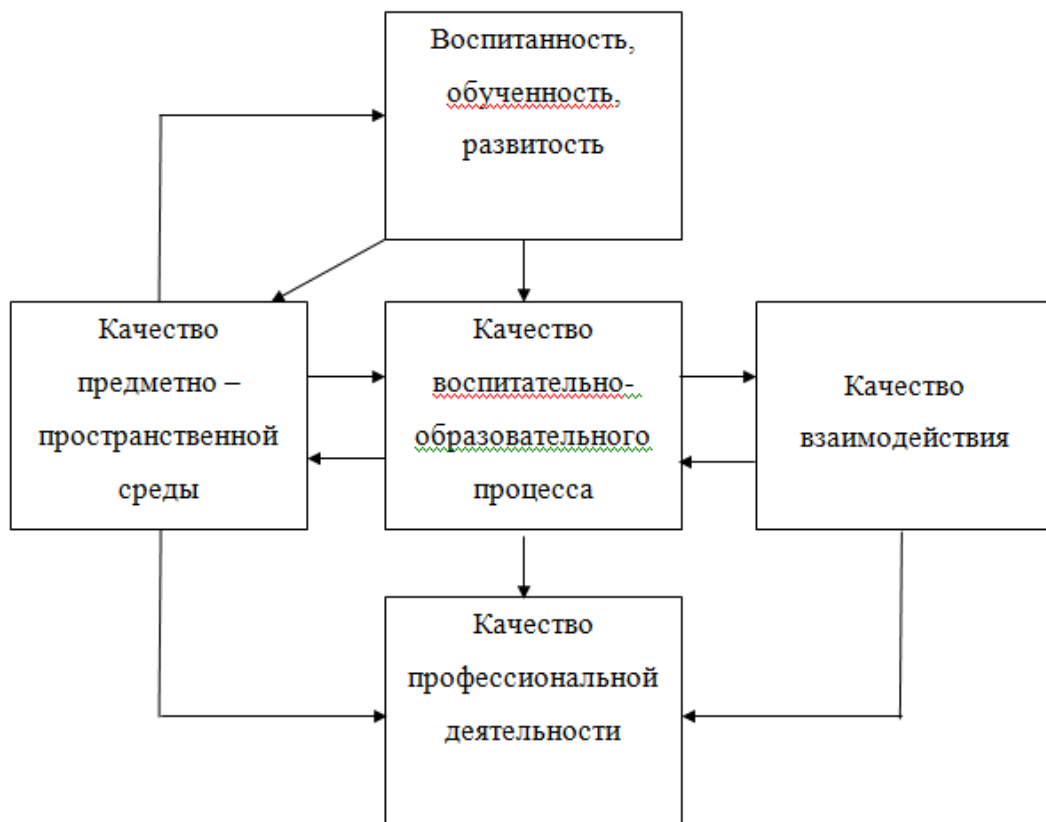 Воспитанность,
обученность,
развитость
Качество
предметно –
пространственной
среды
Качество
воспитательно-
образовательного
процесса
Качество
взаимодействия
Качество
профессиональной
деятельности